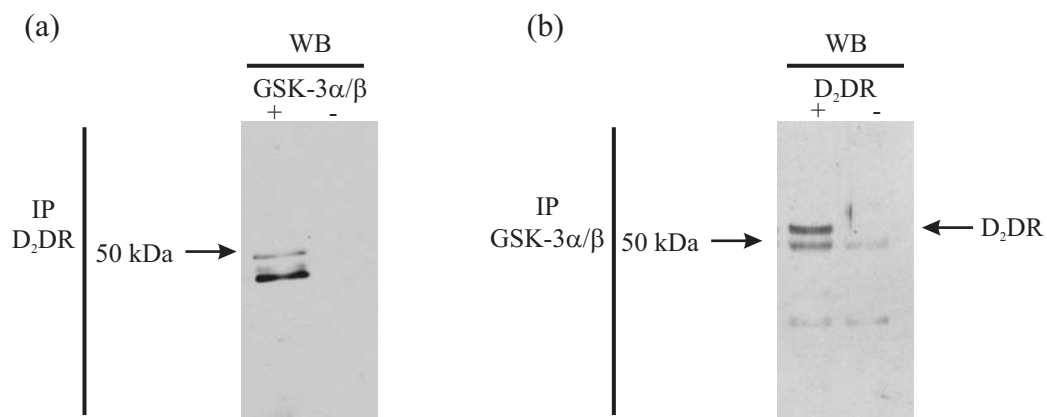 (a)
WB
GSK-3α/β
+ -
IP
D₂DR
50 kDa
(b)
WB
D₂DR
+ -
IP
GSK-3α/β
50 kDa
D₂DR